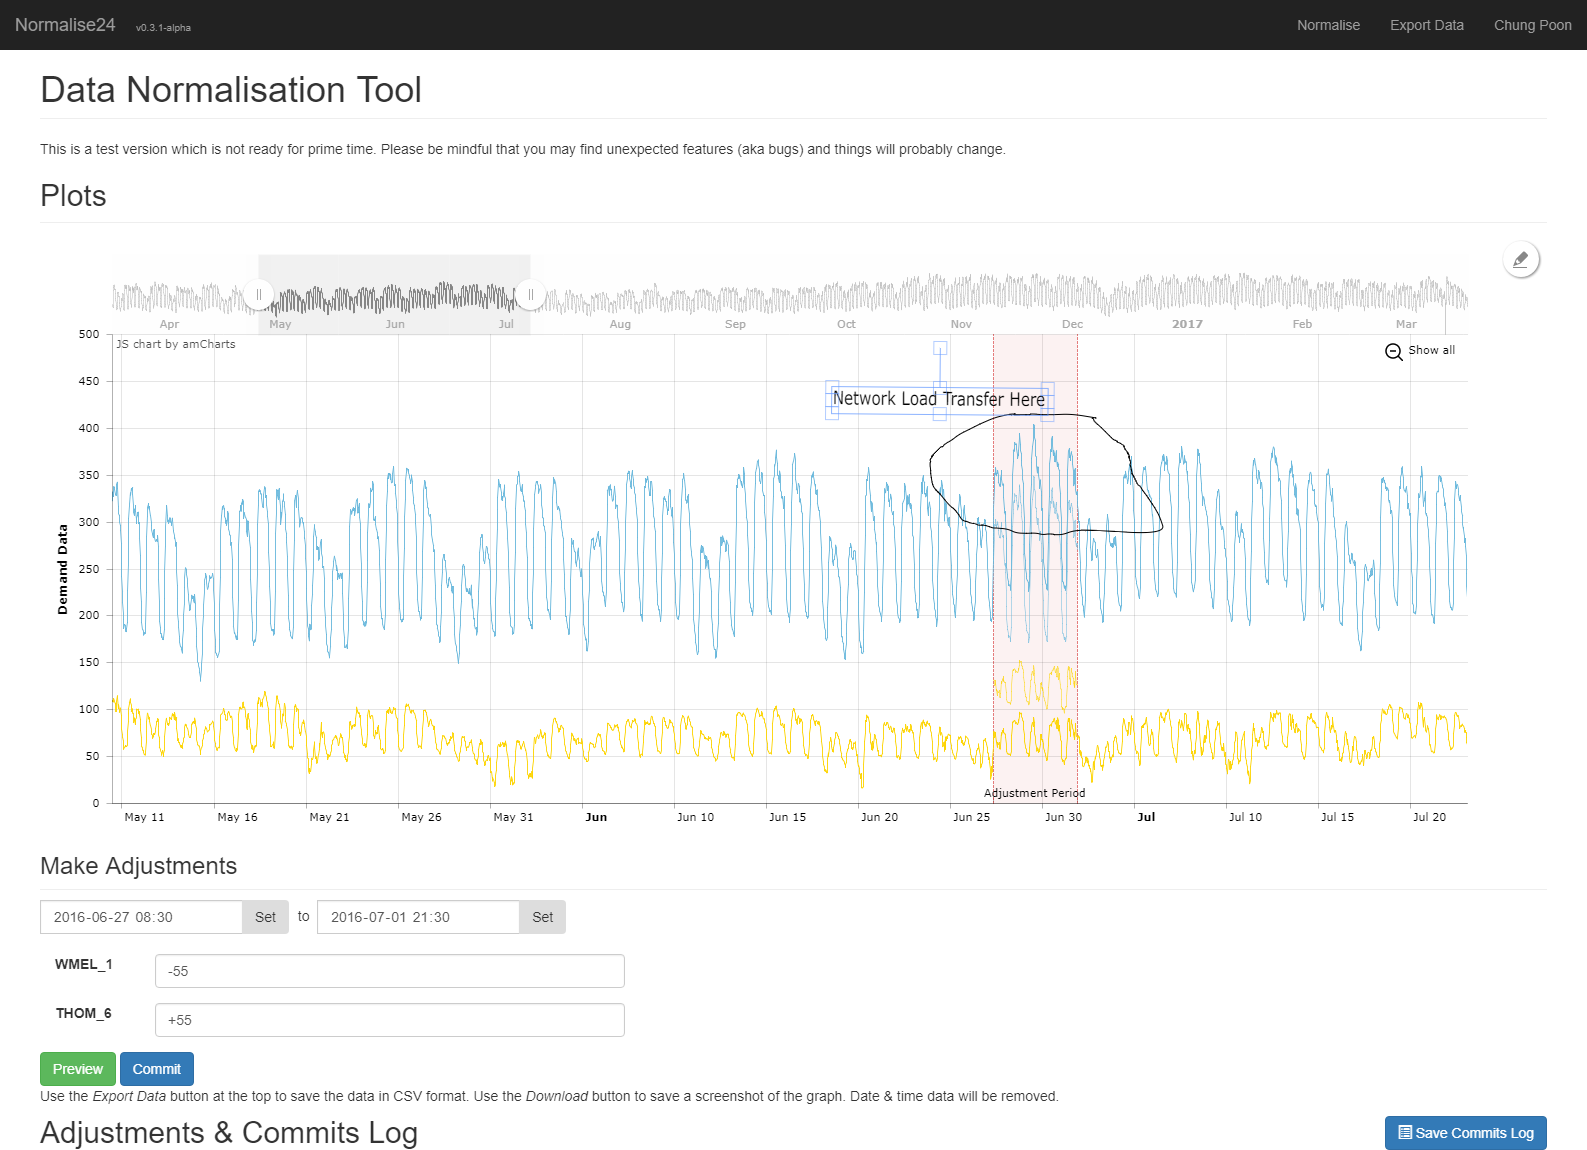 Normalise24 v0.3.1-alpha Normalise Export Data Chung Poon
Data Normalisation Tool
This is a test version which is not ready for prime time. Please be mindful that you may find unexpected features (aka bugs) and things will probably change.
Plots
Apr May Jun Jul Aug Sep Oct Nov Dec 2017 Feb Mar
JS chart by amCharts
Show all
Network Load Transfer Here
Demand Data
500
450
400
350
300
250
200
150
100
50
0
Adjustment Period
May 11 May 16 May 21 May 26 May 31 Jun Jun 10 Jun 15 Jun 20 Jun 25 Jun 30 Jul Jul 10 Jul 15 Jul 20
Make Adjustments
2016-06-27 08:30 Set to 2016-07-01 21:30 Set
WMEL_1 -55
THOM_6 +55
Preview Commit
Use the Export Data button at the top to save the data in CSV format. Use the Download button to save a screenshot of the graph. Date & time data will be removed.
Adjustments & Commits Log
Save Commits Log